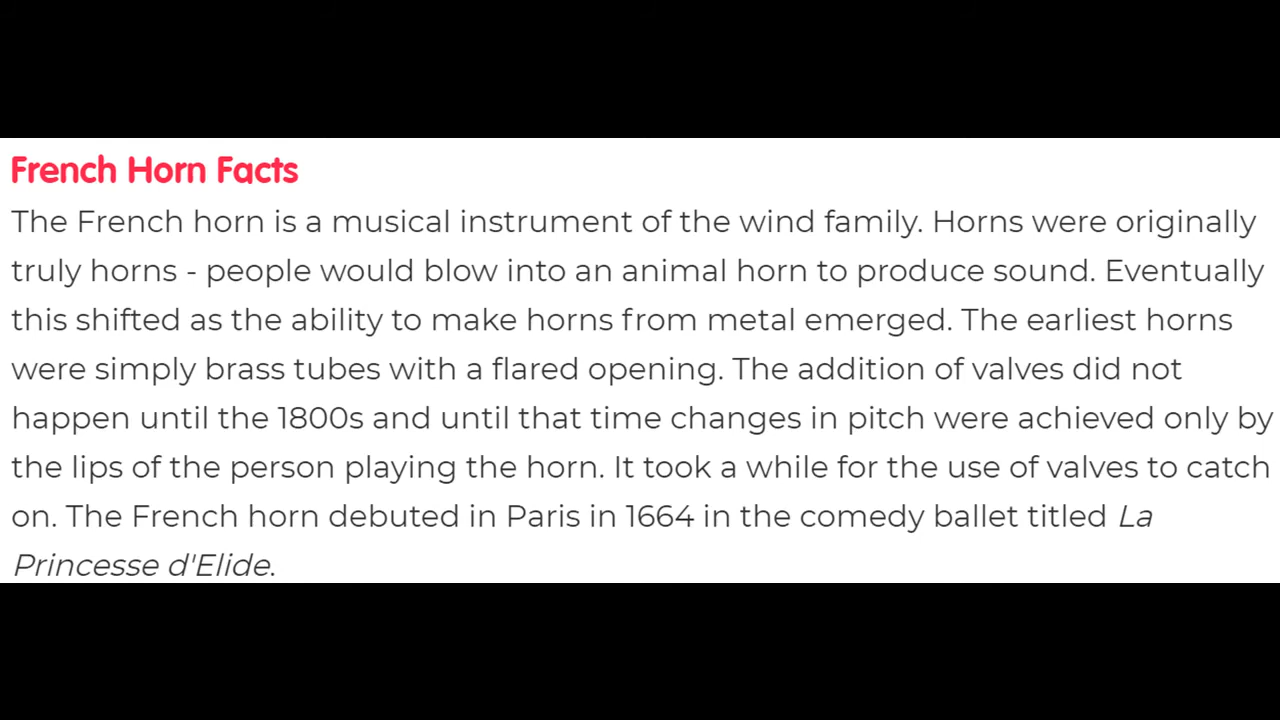 French Horn Facts
The French horn is a musical instrument of the wind family. Horns were originally
truly horns - people would blow into an animal horn to produce sound. Eventually
this shifted as the ability to make horns from metal emerged. The earliest horns
were simply brass tubes with a flared opening. The addition of valves did not
happen until the 1800s and until that time changes in pitch were achieved only by
the lips of the person playing the horn. It took a while for the use of valves to catch
on. The French horn debuted in Paris in 1664 in the comedy ballet titled La
Princesse d'Elide.